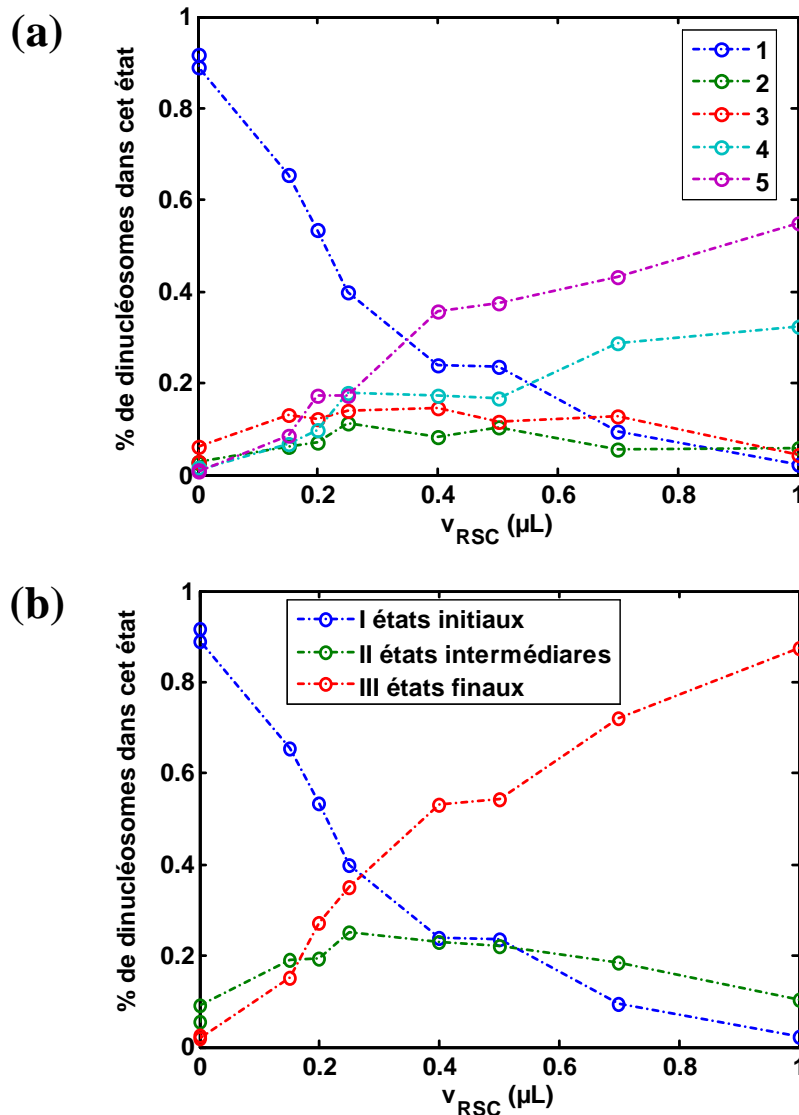 (a)
% de dinucléosomes dans cet état
1
0.8
0.6
0.4
0.2
0
1
2
3
4
5
0 0.2 0.4 0.6 0.8 1
vRSC (µL)
(b)
% de dinucléosomes dans cet état
1
0.8
0.6
0.4
0.2
0
I états initiaux
II états intermédiares
III états finaux
0 0.2 0.4 0.6 0.8 1
vRSC (µL)